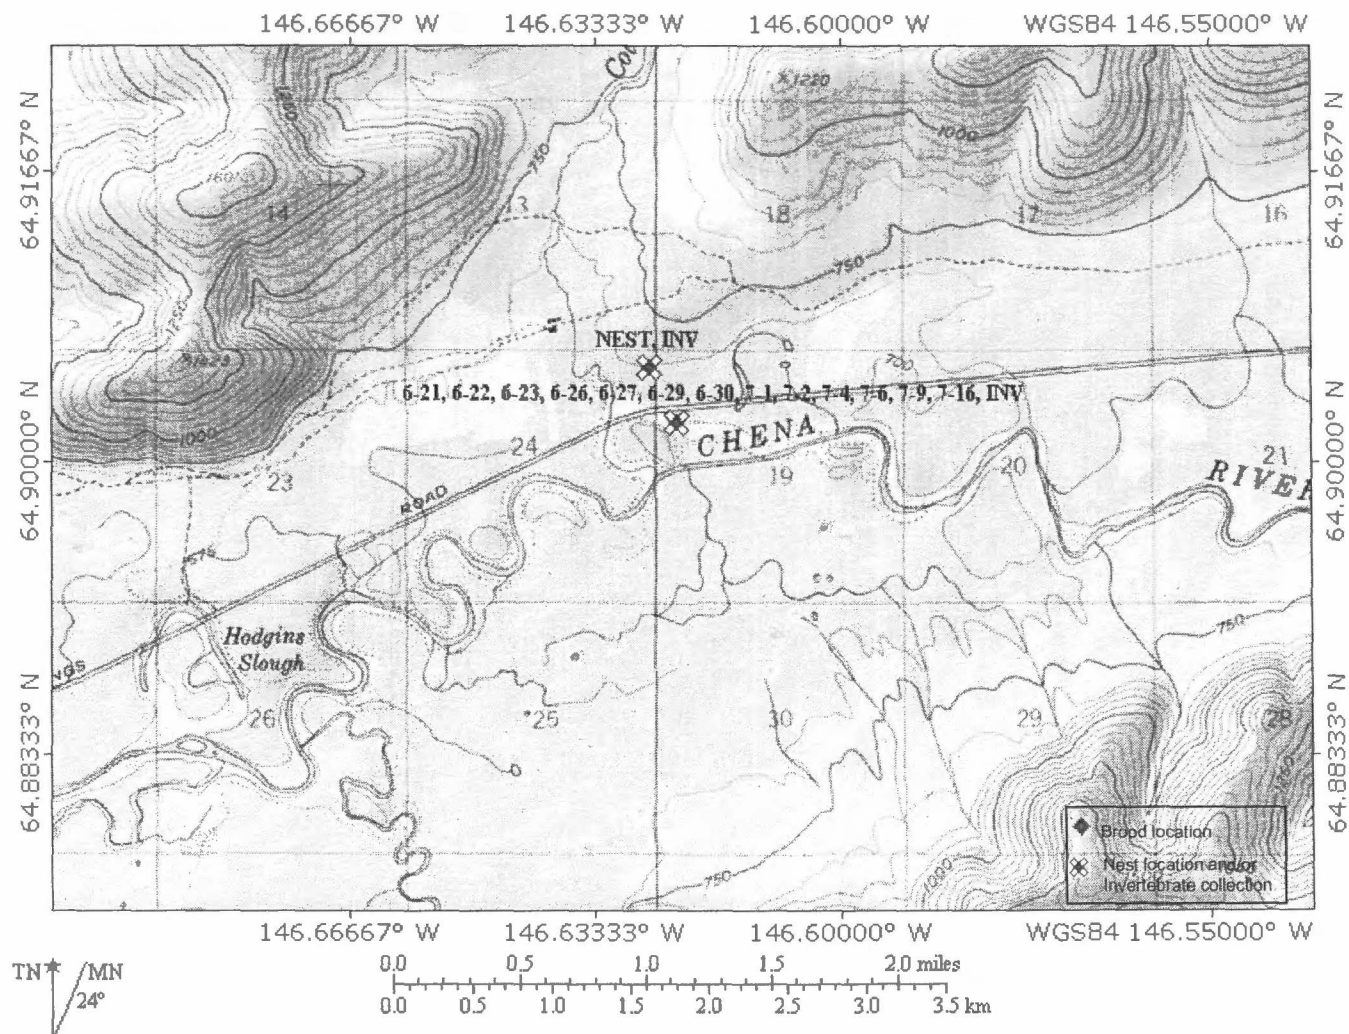 146.66667° W 146.63333° W 146.60000° W WGS84 146.55000° W
64.91667° N
64.91667° N
1220
1000
1000
750
14
13
18
17
16
750
NEST, INV
700
6-21, 6-22, 6-23, 6-26, 6-27, 6-29, 6-30, 7-1, 7-2, 7-4, 7-6, 7-9, 7-16, INV
1000
24
CHENA
64.90000° N
64.90000° N
23
19
20
21
RIVER
ROAD
675
Hodgins
Slough
NGS
750
26
25
30
29
28
64.88333° N
64.88333° N
750
1000
Brood location
Nest location and/or
Invertebrate collection
146.66667° W 146.63333° W 146.60000° W WGS84 146.55000° W
TN MN
24°
0.0 0.5 1.0 1.5 2.0 miles
0.0 0.5 1.0 1.5 2.0 2.5 3.0 3.5 km